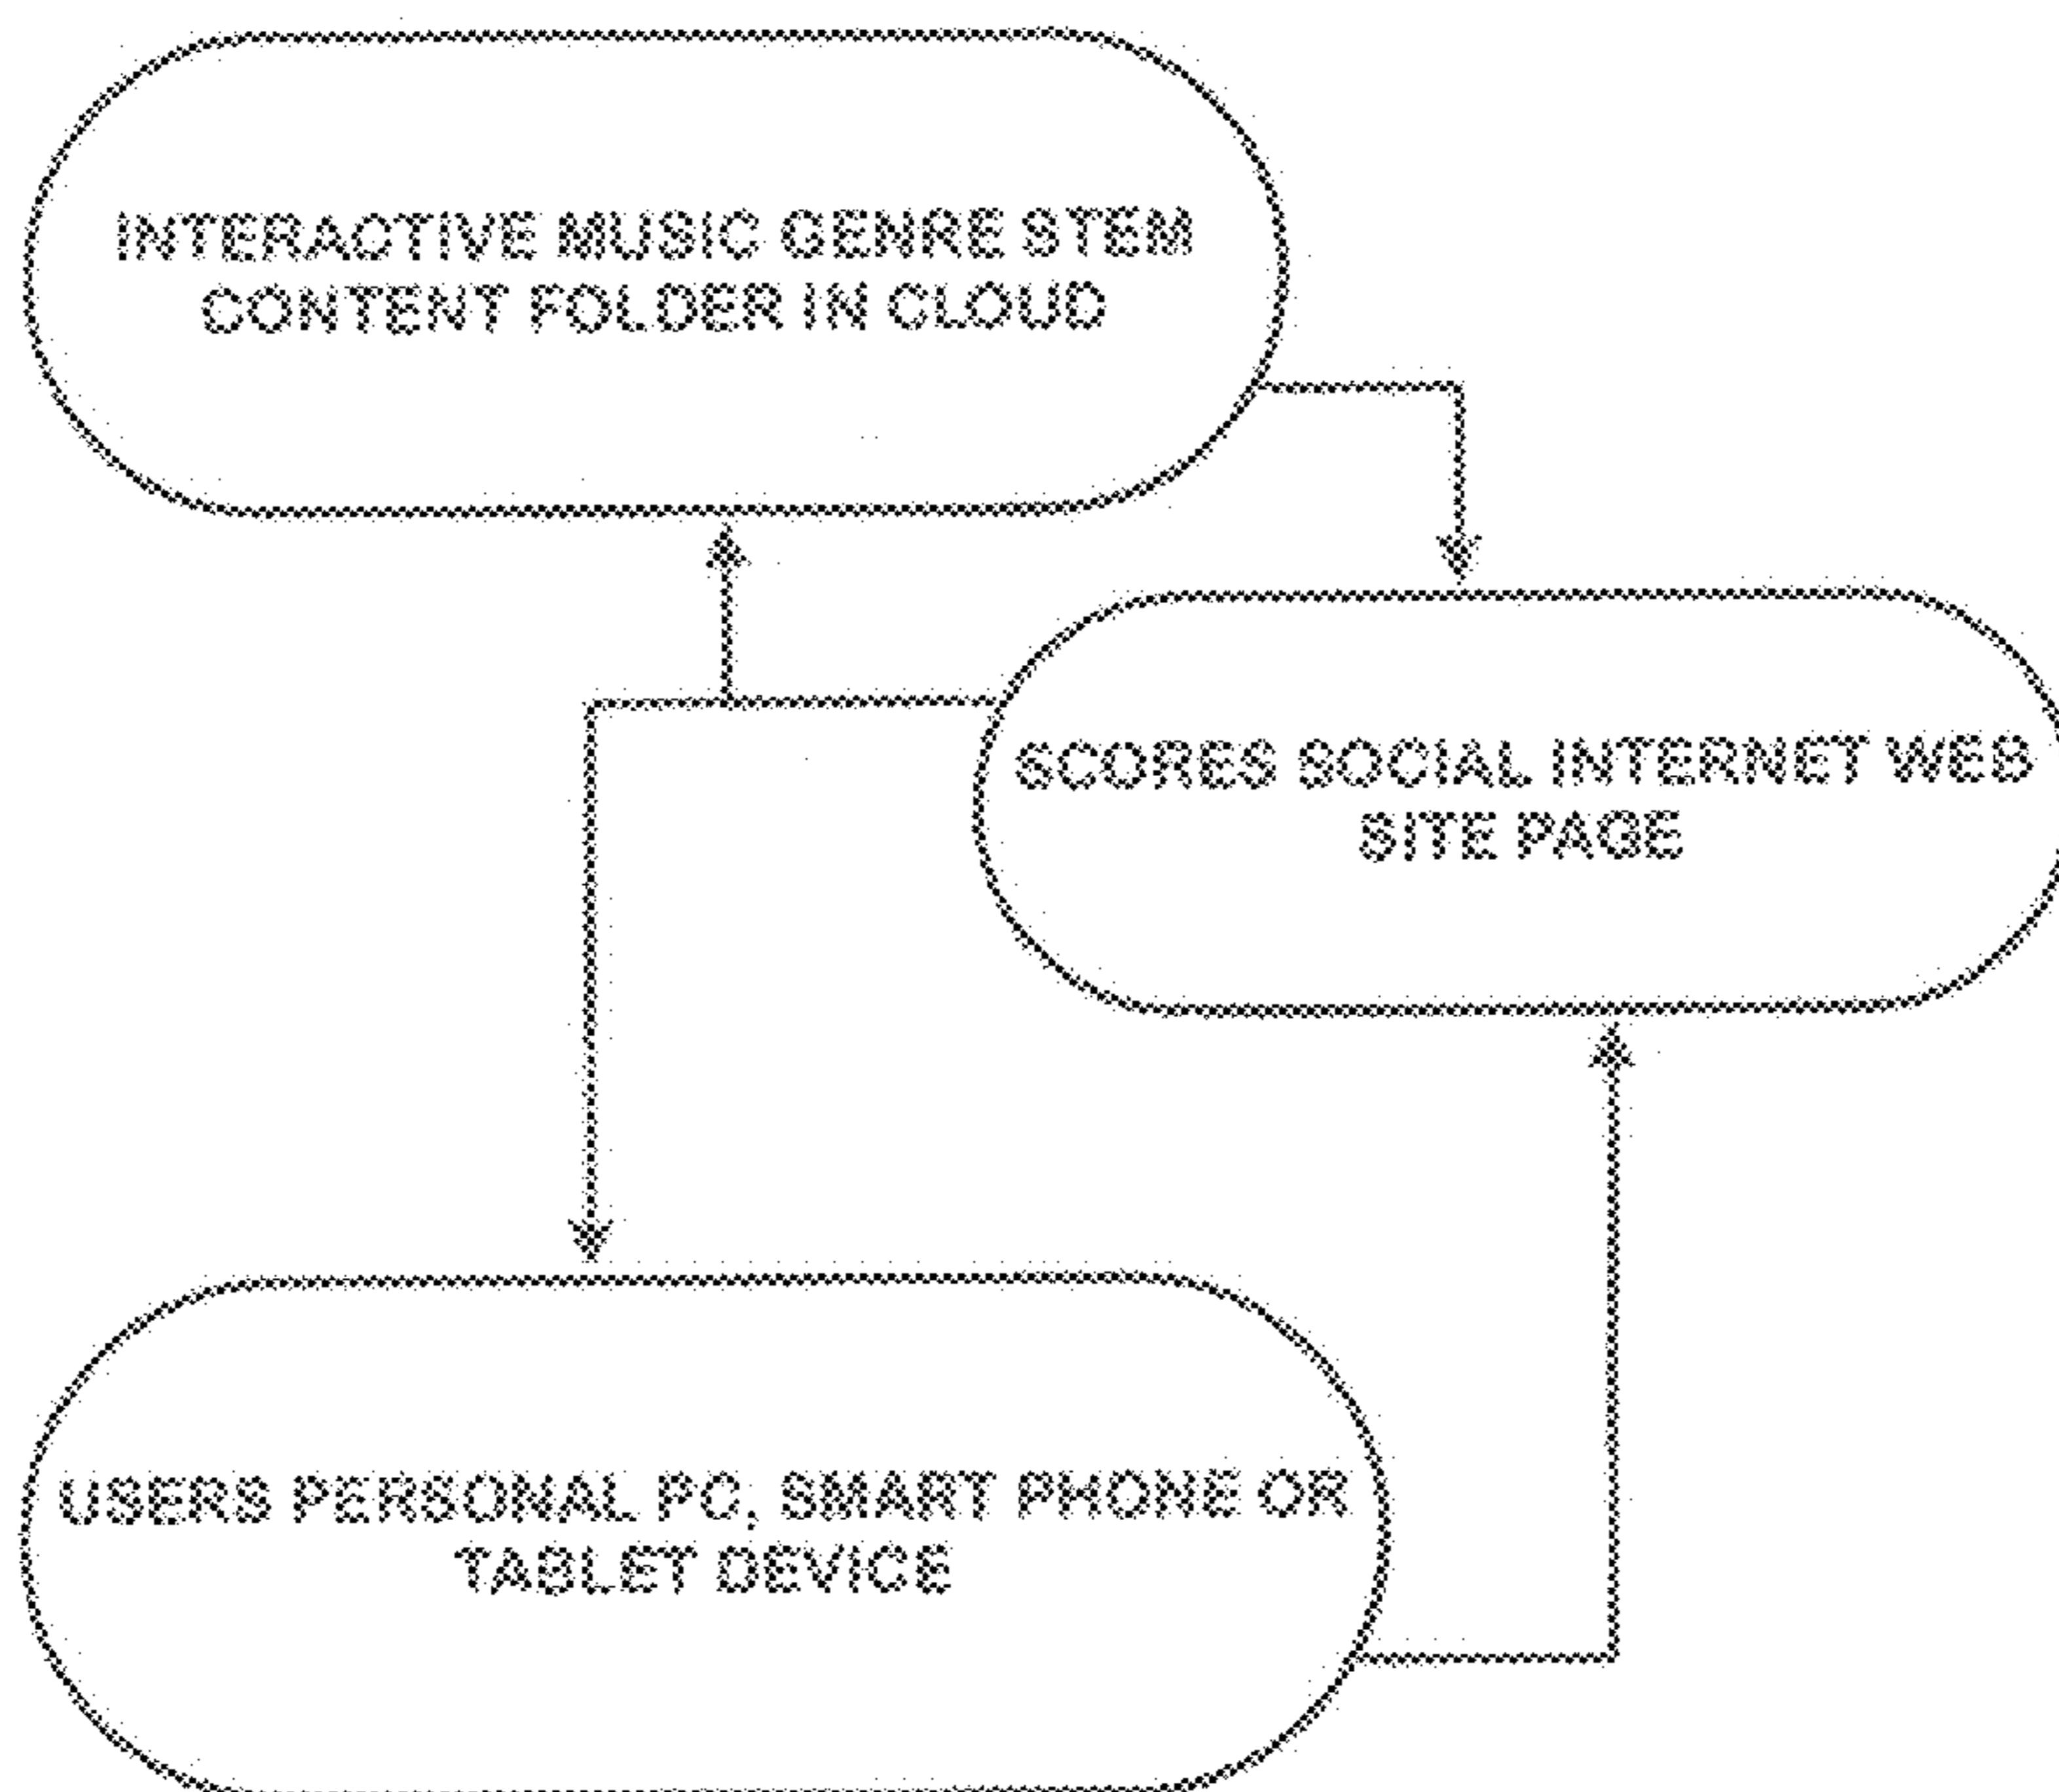 INTERACTIVE MUSIC GENRE STEM
CONTENT FOLDER IN CLOUD
SCORES SOCIAL INTERNET WEB
SITE PAGE
USERS PERSONAL PC, SMART PHONE OR
TABLET DEVICE